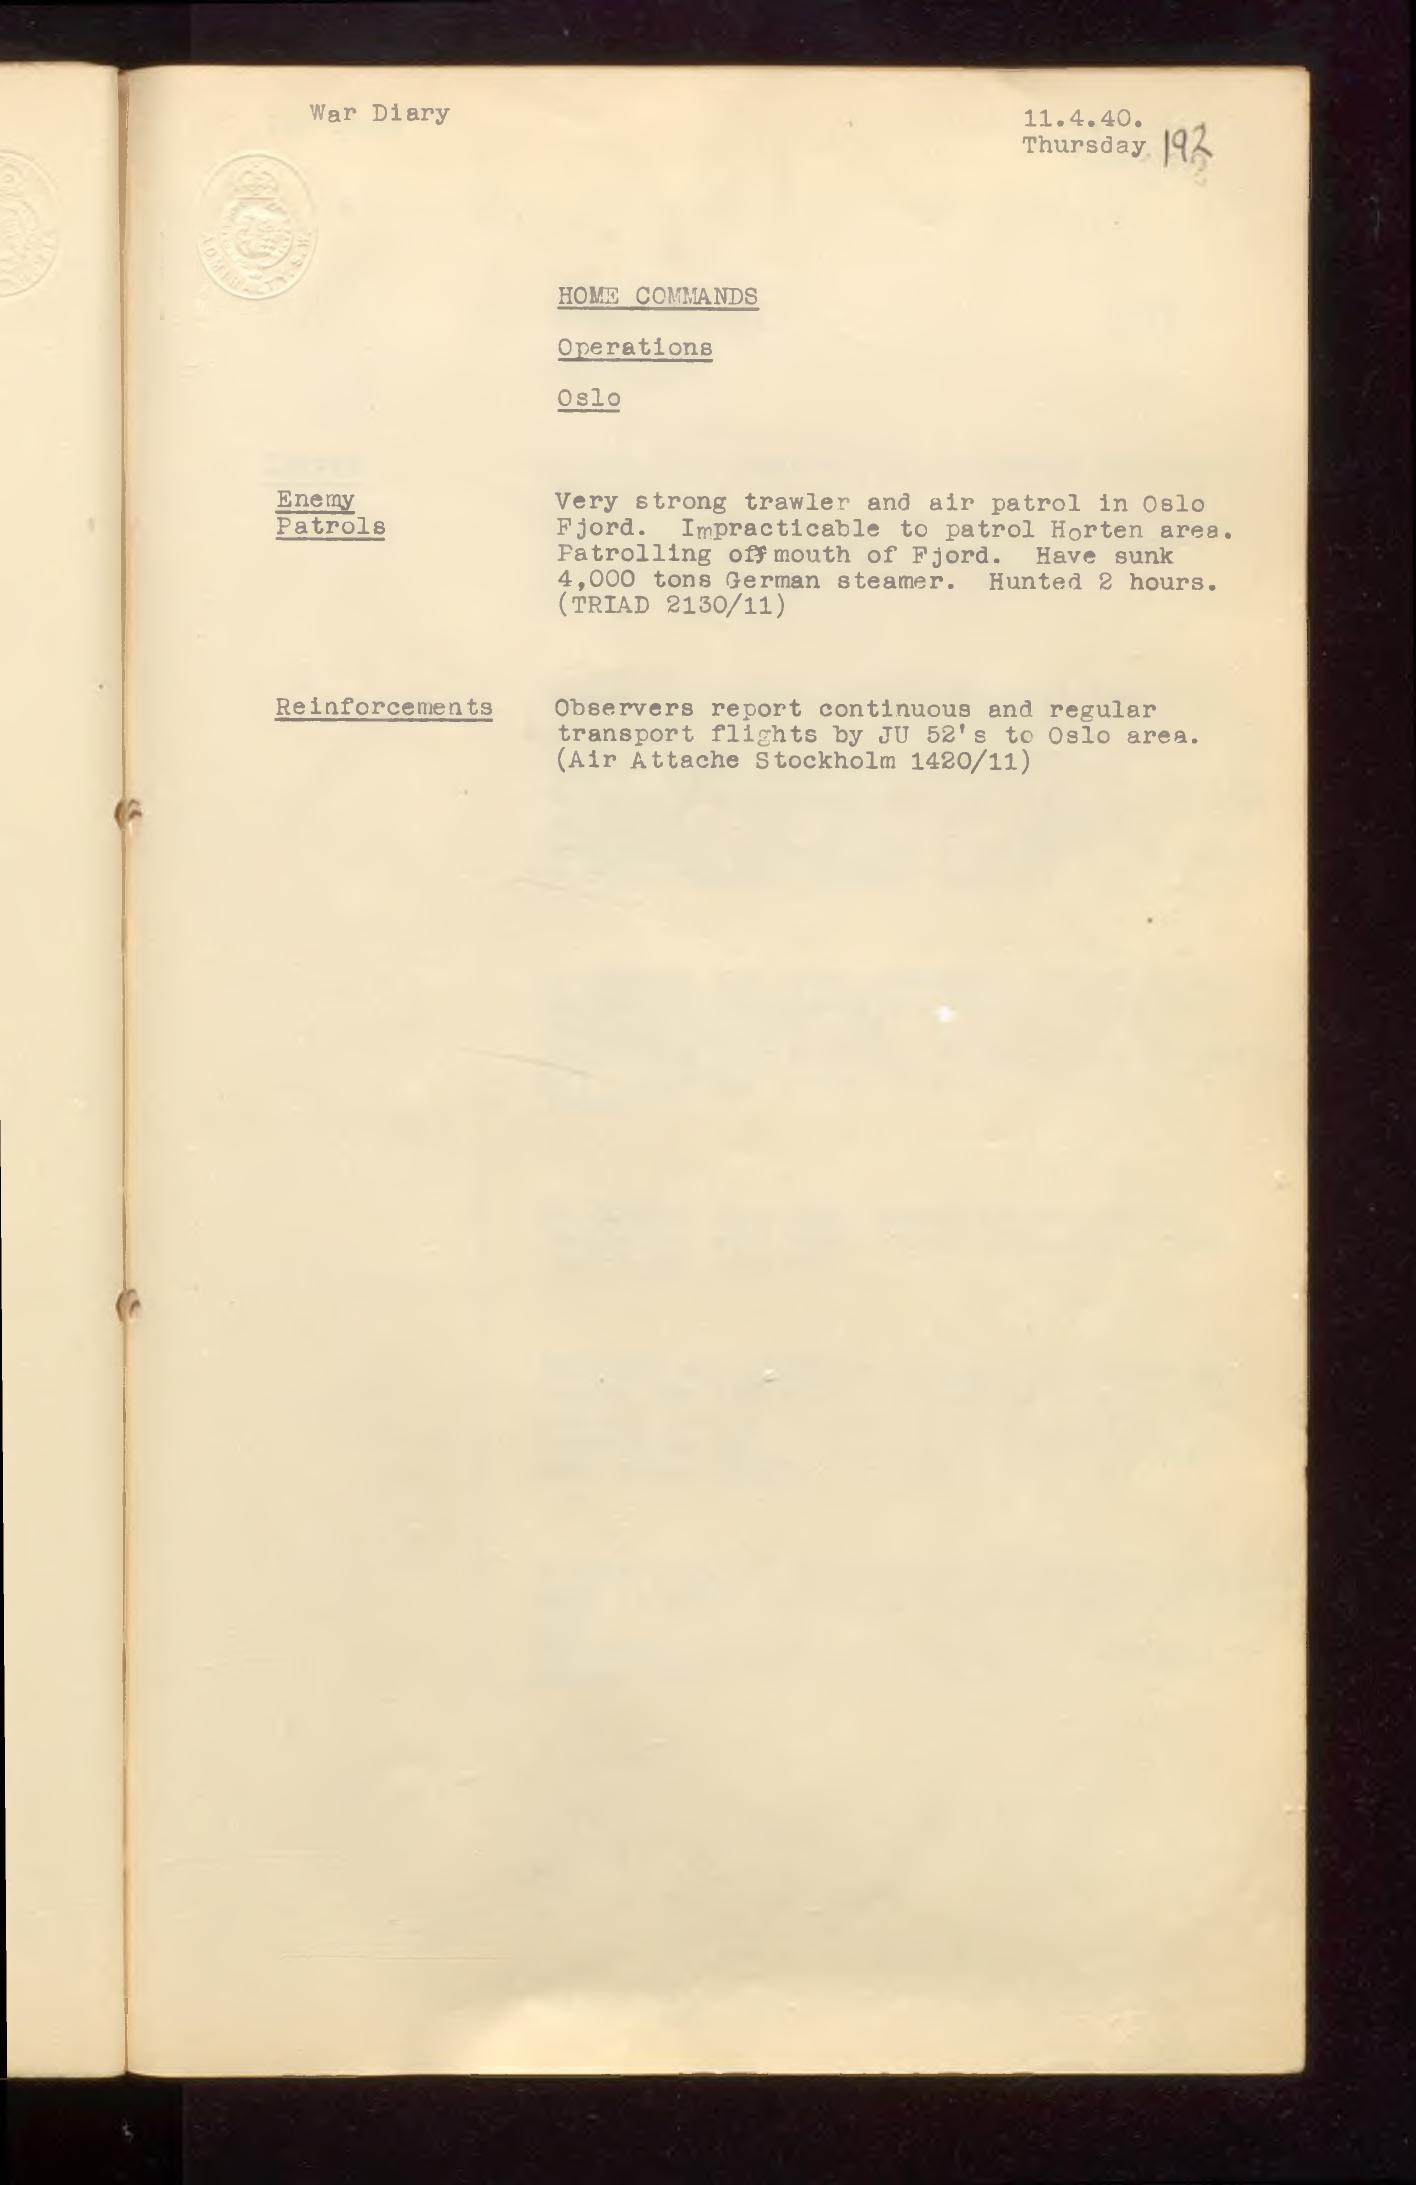 War Diary
11.4.40.
Thursday
192
ADMIRALTY. S.W.
HOME COMMANDS
Operations
Oslo
Enemy
Patrols
Very strong trawler and air patrol in Oslo
Fjord. Impracticable to patrol Horten area.
Patrolling off mouth of Fjord. Have sunk
4,000 tons German steamer. Hunted 2 hours.
(TRIAD 2130/11)
Reinforcements
Observers report continuous and regular
transport flights by JU 52's to Oslo area.
(Air Attache Stockholm 1420/11)